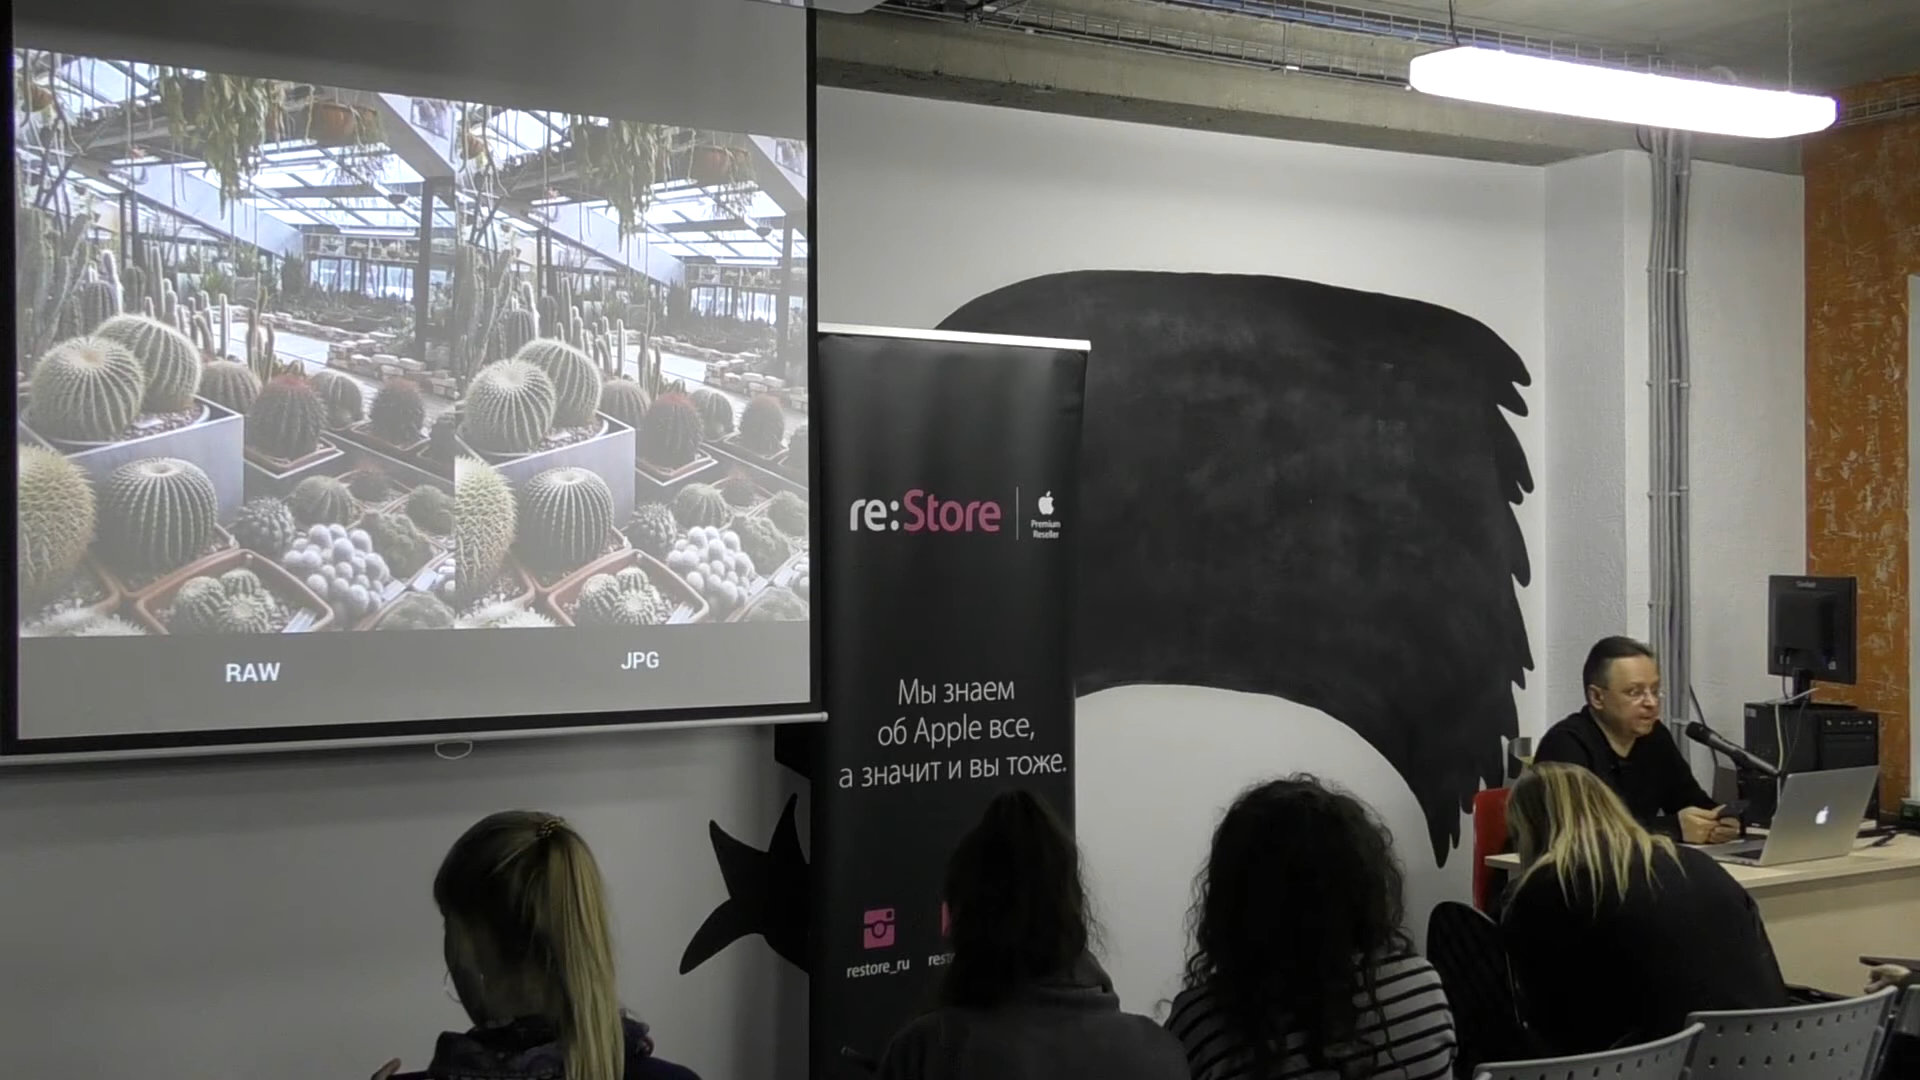 RAW
JPG
re:Store
Premium
Reseller
Мы знаем
об Apple все,
а значит и вы тоже.
restore_ru